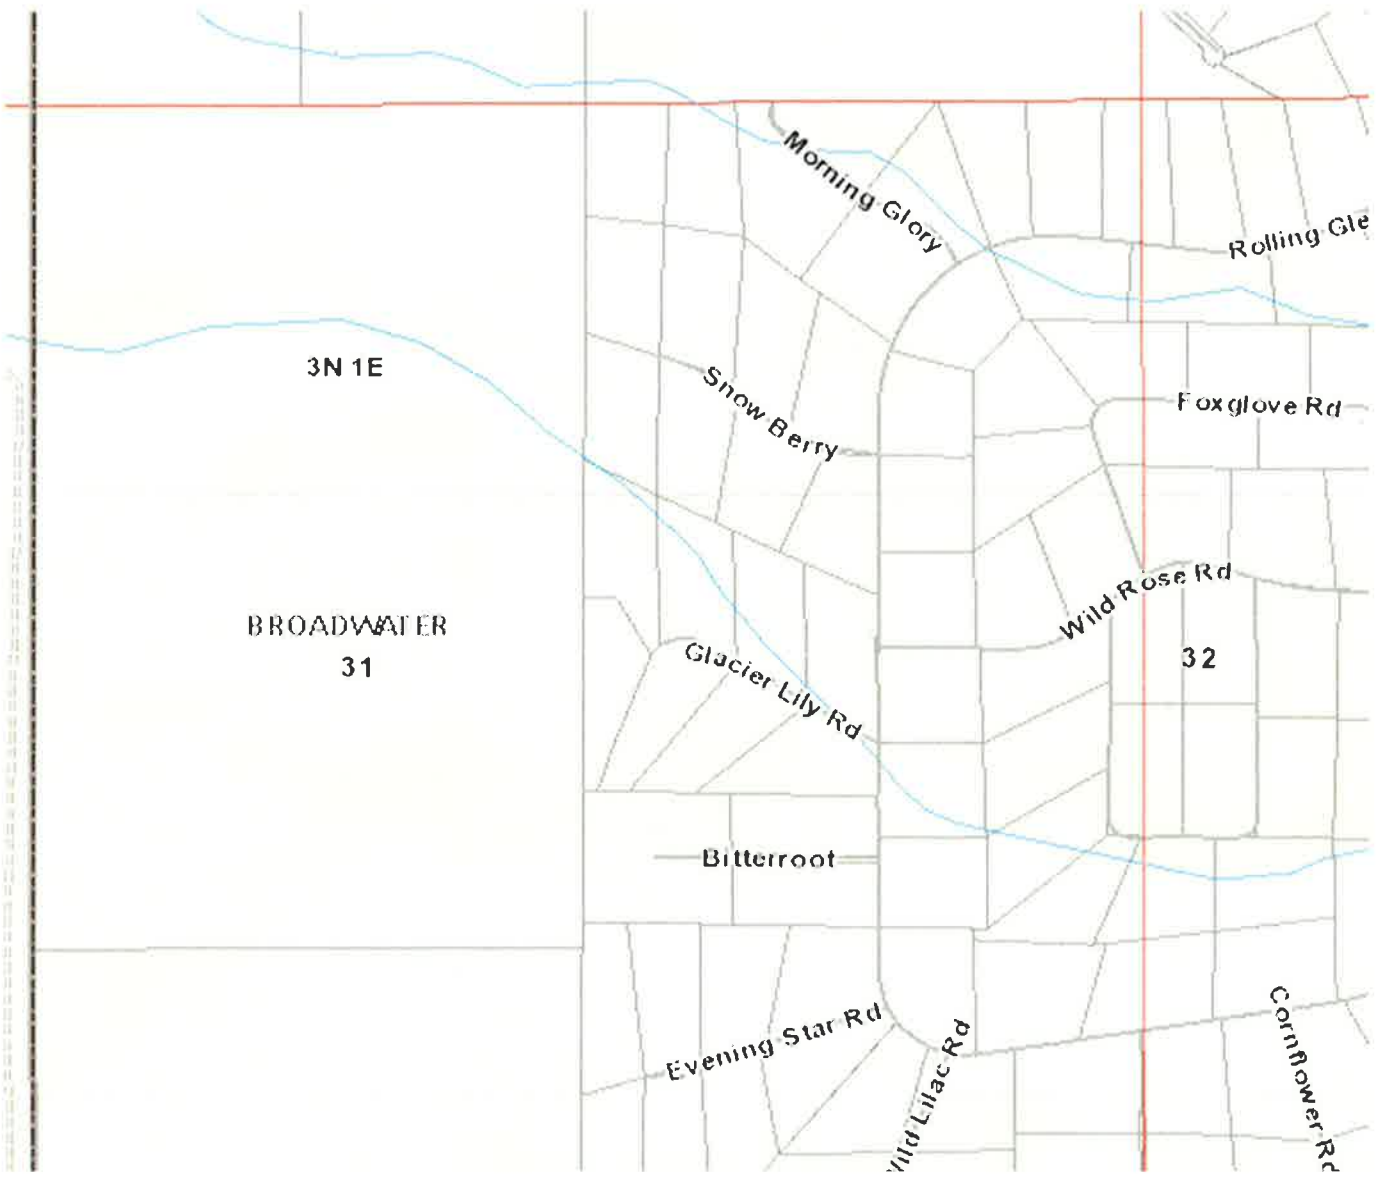 Morning Glory
Rolling Gle
3N 1E
Snow Berry
Foxglove Rd
Wild Rose Rd
BROADWATER
31
32
Glacier Lily Rd
Bitterroot
Evening Star Rd
Wild Lilac Rd
Cornflower Rd